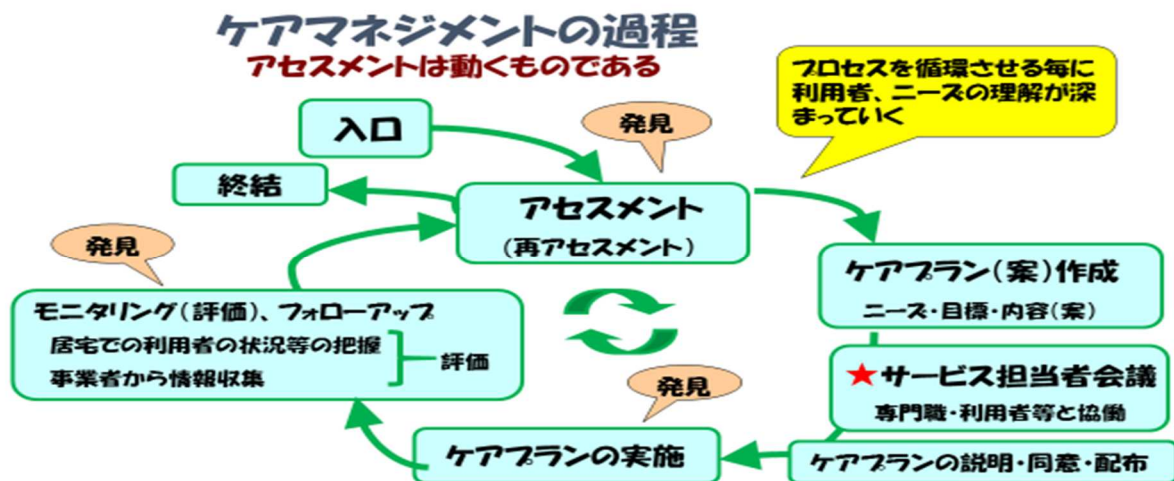 ケアマネジメントの過程
アセスメントは動くものである
プロセスを循環させる毎に
利用者、ニーズの理解が深
まっていく
発見
入口
終結
アセスメント
(再アセスメント)
発見
ケアプラン(案)作成
ニーズ・目標・内容(案)
モニタリング(評価)、フォローアップ
居宅での利用者の状況等の把握
事業者から情報収集
評価
★サービス担当者会議
専門職・利用者等と協働
発見
ケアプランの実施
ケアプランの説明・同意・配布